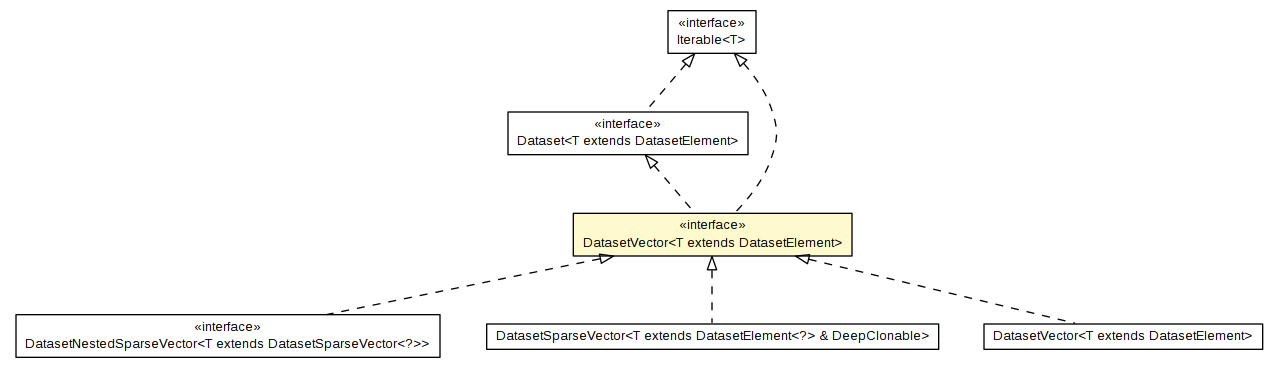 «interface»
Iterable<T>
«interface»
Dataset<T extends DatasetElement>
«interface»
DatasetVector<T extends DatasetElement>
«interface»
DatasetNestedSparseVector<T extends DatasetSparseVector<?>>
DatasetSparseVector<T extends DatasetElement<?> & DeepClonable>
DatasetVector<T extends DatasetElement>